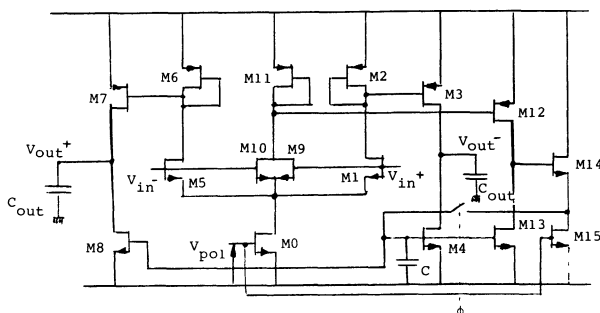 M6
M11
M2
M7
M3
M12
Vout+
M10
M9
Vout-
M14
Vin-
M5
M1
Vin+
Cout
Cout
M8
Vpol
M0
C
M4
M13
M15
φ